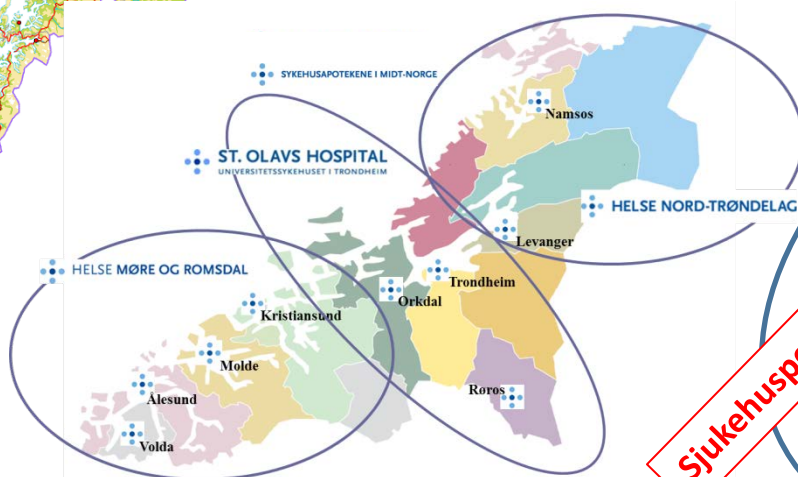 SYKEHUSAPOTEKENE I MIDT-NORGE
Namsos
ST. OLAVS HOSPITAL
UNIVERSITETSSYKEHUSET I TRONDHEIM
HELSE NORD-TRØNDELAG
Levanger
HELSE MØRE OG ROMSDAL
Trondheim
Orkdal
Kristiansund
Molde
Røros
Ålesund
Volda